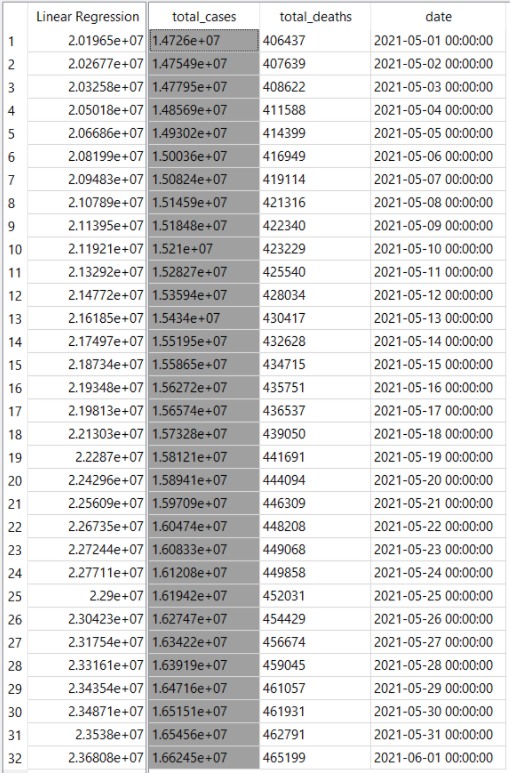 Linear Regression total_cases total_deaths date
1 2.01965e+07 1.4726e+07 406437 2021-05-01 00:00:00
2 2.02677e+07 1.47549e+07 407639 2021-05-02 00:00:00
3 2.03258e+07 1.47795e+07 408622 2021-05-03 00:00:00
4 2.05018e+07 1.48569e+07 411588 2021-05-04 00:00:00
5 2.06686e+07 1.49302e+07 414399 2021-05-05 00:00:00
6 2.08199e+07 1.50036e+07 416949 2021-05-06 00:00:00
7 2.09483e+07 1.50824e+07 419114 2021-05-07 00:00:00
8 2.10789e+07 1.51459e+07 421316 2021-05-08 00:00:00
9 2.11395e+07 1.51848e+07 422340 2021-05-09 00:00:00
10 2.11921e+07 1.521e+07 423229 2021-05-10 00:00:00
11 2.13292e+07 1.52827e+07 425540 2021-05-11 00:00:00
12 2.14772e+07 1.53594e+07 428034 2021-05-12 00:00:00
13 2.16185e+07 1.5434e+07 430417 2021-05-13 00:00:00
14 2.17497e+07 1.55195e+07 432628 2021-05-14 00:00:00
15 2.18734e+07 1.55865e+07 434715 2021-05-15 00:00:00
16 2.19348e+07 1.56272e+07 435751 2021-05-16 00:00:00
17 2.19813e+07 1.56574e+07 436537 2021-05-17 00:00:00
18 2.21303e+07 1.57328e+07 439050 2021-05-18 00:00:00
19 2.2287e+07 1.58121e+07 441691 2021-05-19 00:00:00
20 2.24296e+07 1.58941e+07 444094 2021-05-20 00:00:00
21 2.25609e+07 1.59709e+07 446309 2021-05-21 00:00:00
22 2.26735e+07 1.60474e+07 448208 2021-05-22 00:00:00
23 2.27244e+07 1.60833e+07 449068 2021-05-23 00:00:00
24 2.27711e+07 1.61208e+07 449858 2021-05-24 00:00:00
25 2.29e+07 1.61942e+07 452031 2021-05-25 00:00:00
26 2.30423e+07 1.62747e+07 454429 2021-05-26 00:00:00
27 2.31754e+07 1.63422e+07 456674 2021-05-27 00:00:00
28 2.33161e+07 1.63919e+07 459045 2021-05-28 00:00:00
29 2.34354e+07 1.64716e+07 461057 2021-05-29 00:00:00
30 2.34871e+07 1.65151e+07 461931 2021-05-30 00:00:00
31 2.3538e+07 1.65456e+07 462791 2021-05-31 00:00:00
32 2.36808e+07 1.66245e+07 465199 2021-06-01 00:00:00